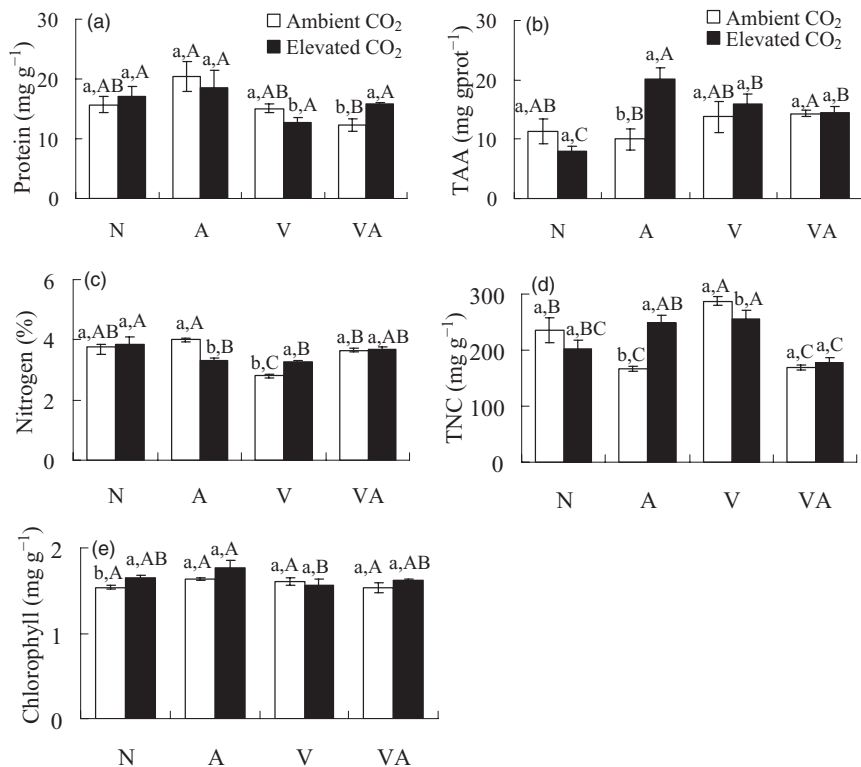 (a)
Ambient CO₂
Elevated CO₂
Protein (mg g⁻¹)
30
20
10
0
a,AB
a,A
a,A
a,A
a,AB
b,A
b,B
a,A
N
A
V
VA
(b)
Ambient CO₂
Elevated CO₂
TAA (mg gprot⁻¹)
30
20
10
0
a,AB
a,C
b,B
a,A
a,A
a,B
a,A
a,B
N
A
V
VA
(c)
Nitrogen (%)
6
4
2
0
a,AB
a,A
a,A
b,B
b,C
a,B
a,B
a,AB
N
A
V
VA
(d)
TNC (mg g⁻¹)
300
200
100
0
a,B
a,BC
b,C
a,AB
a,A
b,A
a,C
a,C
N
A
V
VA
(e)
Chlorophyll (mg g⁻¹)
2
1
0
b,A
a,AB
a,A
a,A
a,A
a,B
a,A
a,AB
N
A
V
VA